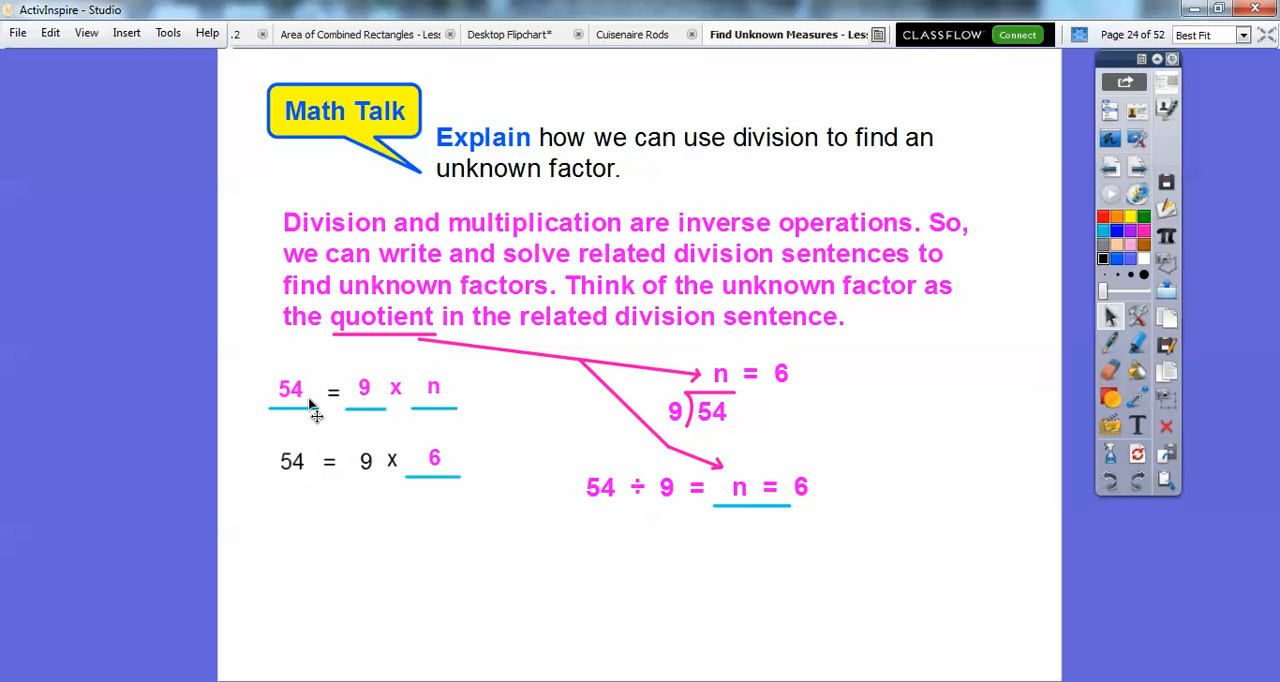 ActivInspire - Studio
File Edit View Insert Tools Help
.2 Area of Combined Rectangles - Less Desktop Flipchart* Cuisenaire Rods Find Unknown Measures - Les: CLASSFLOW Connect Page 24 of 52 Best Fit
Math Talk
Explain how we can use division to find an
unknown factor.
Division and multiplication are inverse operations. So,
we can write and solve related division sentences to
find unknown factors. Think of the unknown factor as
the quotient in the related division sentence.
n = 6
54 = 9 x n
9)54
54 = 9 x 6
54 ÷ 9 = n = 6